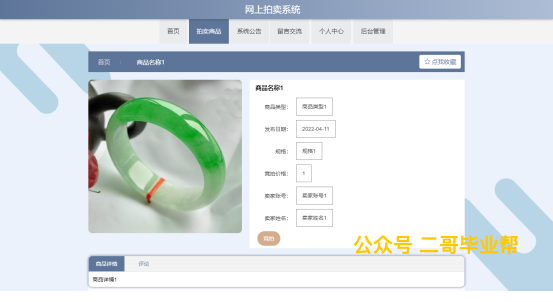 网上拍卖系统
首页
拍卖商品
系统公告
留言交流
个人中心
后台管理
首页
商品名称1
☆ 点我收藏
商品名称1
商品类型：
商品类型1
发布日期：
2022-04-11
规格：
规格1
竞拍价格：
1
卖家账号：
卖家账号1
卖家姓名：
卖家姓名1
竞拍
公众号 二哥毕业帮
商品详情
评论
商品详情1